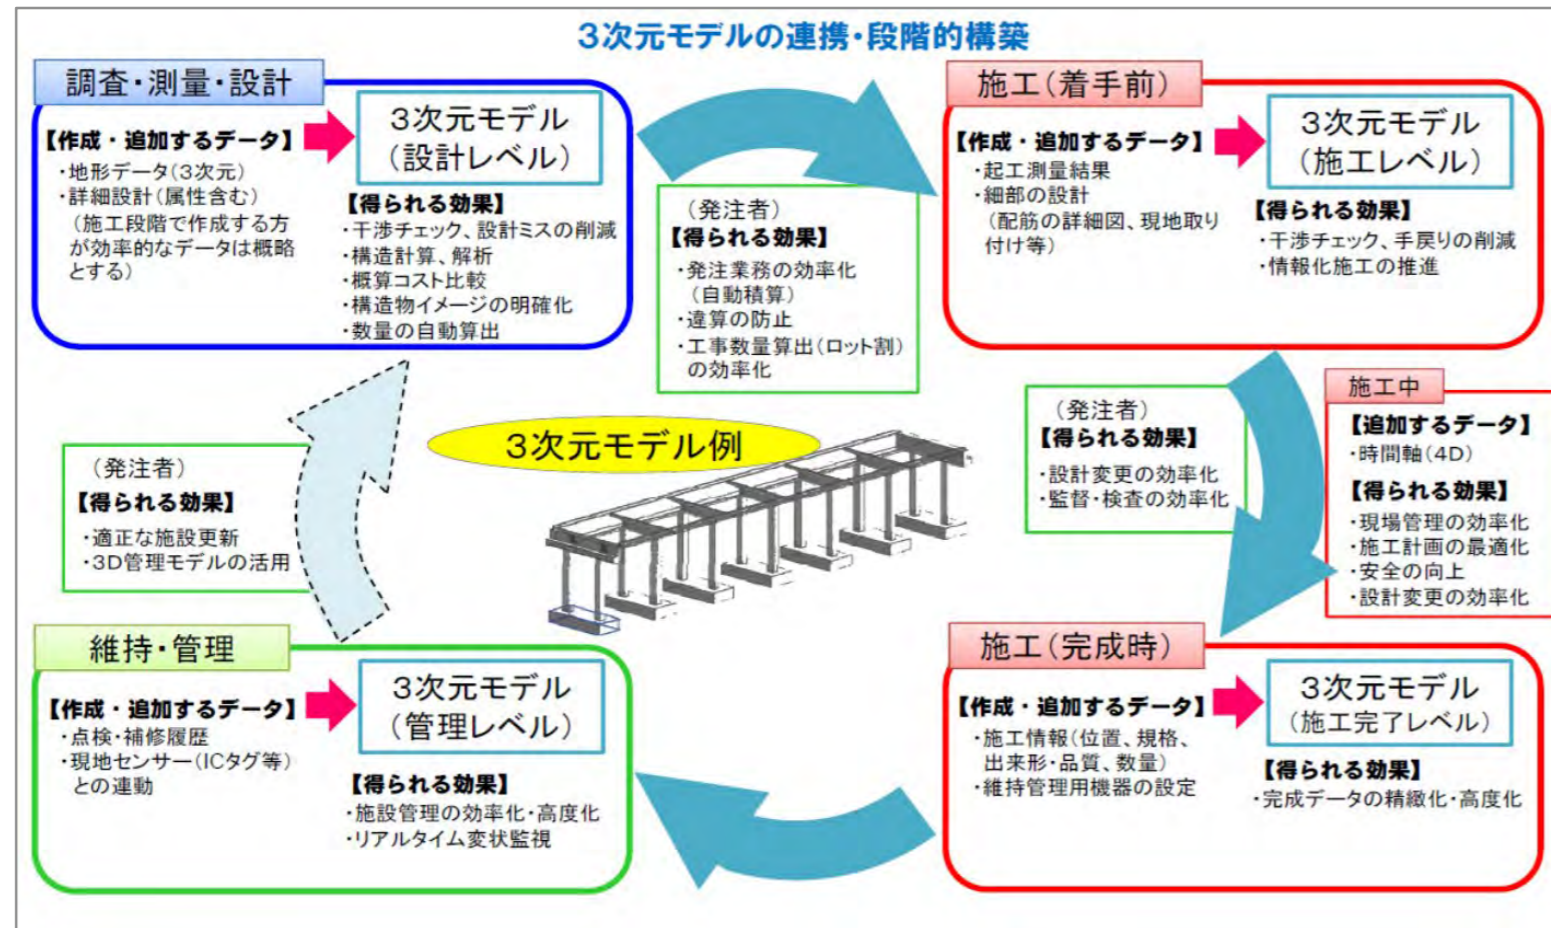 3次元モデルの連携・段階的構築
調査・測量・設計
【作成・追加するデータ】
・地形データ(3次元)
・詳細設計(属性含む)
(施工段階で作成する方
が効率的なデータは概略
とする)
3次元モデル
(設計レベル)
【得られる効果】
・干渉チェック、設計ミスの削減
・構造計算、解析
・概算コスト比較
・構造物イメージの明確化
・数量の自動算出
(発注者)
【得られる効果】
・発注業務の効率化
(自動積算)
・違算の防止
・工事数量算出(ロット割)
の効率化
施工(着手前)
【作成・追加するデータ】
・起工測量結果
・細部の設計
(配筋の詳細図、現地取り
付け等)
3次元モデル
(施工レベル)
【得られる効果】
・干渉チェック、手戻りの削減
・情報化施工の推進
(発注者)
【得られる効果】
・設計変更の効率化
・監督・検査の効率化
施工中
【追加するデータ】
・時間軸(4D)
【得られる効果】
・現場管理の効率化
・施工計画の最適化
・安全の向上
・設計変更の効率化
3次元モデル例
(発注者)
【得られる効果】
・適正な施設更新
・3D管理モデルの活用
維持・管理
【作成・追加するデータ】
・点検・補修履歴
・現地センサー(ICタグ等)
との連動
3次元モデル
(管理レベル)
【得られる効果】
・施設管理の効率化・高度化
・リアルタイム変状監視
施工(完成時)
【作成・追加するデータ】
・施工情報(位置、規格、
出来形・品質、数量)
・維持管理用機器の設定
3次元モデル
(施工完了レベル)
【得られる効果】
・完成データの精緻化・高度化